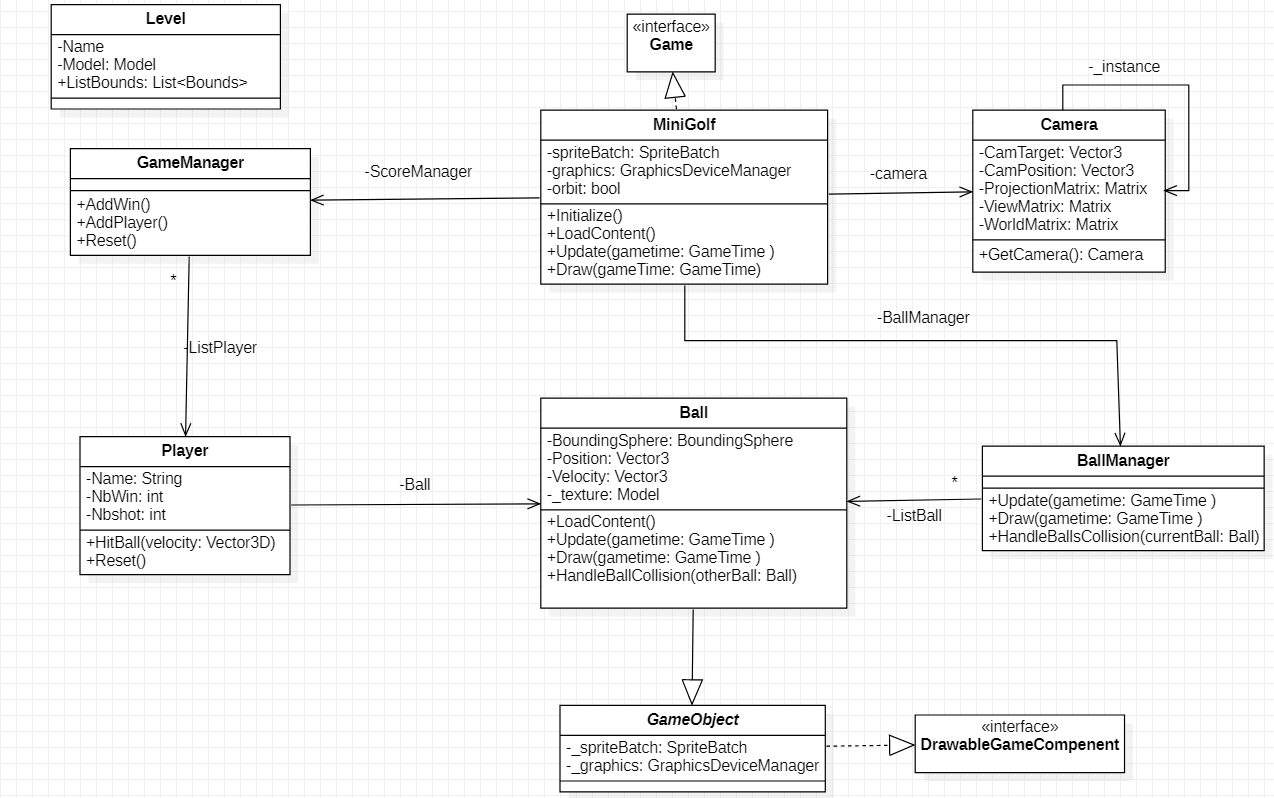 Level
-Name
-Model: Model
+ListBounds: List<Bounds>
«interface»
Game
-_instance
MiniGolf
-spriteBatch: SpriteBatch
-graphics: GraphicsDeviceManager
-orbit: bool
+Initialize()
+LoadContent()
+Update(gametime: GameTime )
+Draw(gameTime: GameTime)
Camera
-CamTarget: Vector3
-CamPosition: Vector3
-ProjectionMatrix: Matrix
-ViewMatrix: Matrix
-WorldMatrix: Matrix
+GetCamera(): Camera
GameManager
+AddWin()
+AddPlayer()
+Reset()
-ScoreManager
-camera
*
-ListPlayer
-BallManager
Player
-Name: String
-NbWin: int
-Nbshot: int
+HitBall(velocity: Vector3D)
+Reset()
-Ball
Ball
-BoundingSphere: BoundingSphere
-Position: Vector3
-Velocity: Vector3
-_texture: Model
+LoadContent()
+Update(gametime: GameTime )
+Draw(gametime: GameTime )
+HandleBallCollision(otherBall: Ball)
*
-ListBall
BallManager
+Update(gametime: GameTime )
+Draw(gametime: GameTime )
+HandleBallsCollision(currentBall: Ball)
GameObject
-_spriteBatch: SpriteBatch
-_graphics: GraphicsDeviceManager
«interface»
DrawableGameCompenent